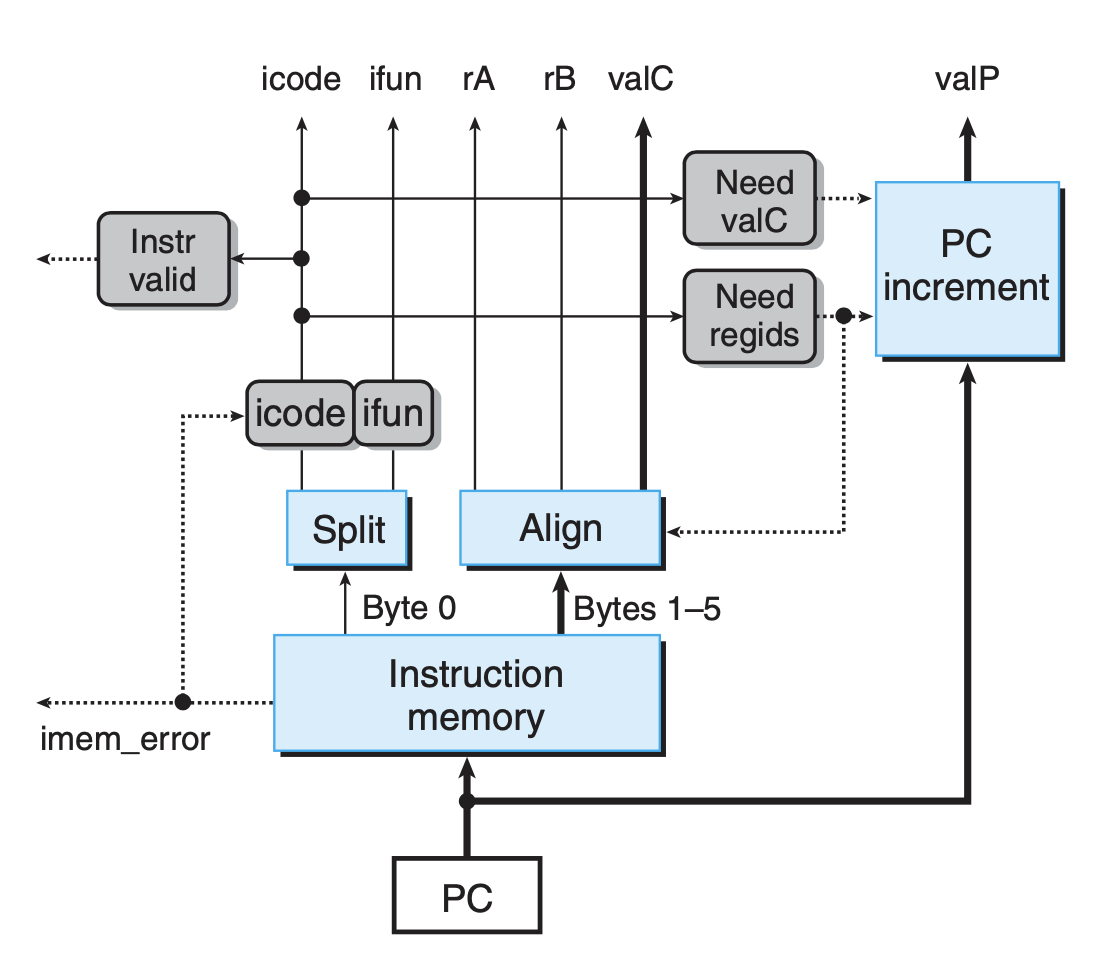 icode ifun rA rB valC valP
Need
valC
Instr
valid
PC
increment
Need
regids
icode ifun
Split
Align
Byte 0
Bytes 1–5
Instruction
memory
imem_error
PC